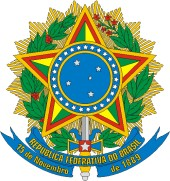 REPÚBLICA FEDERATIVA DO BRASIL
15 de Novembro de 1889